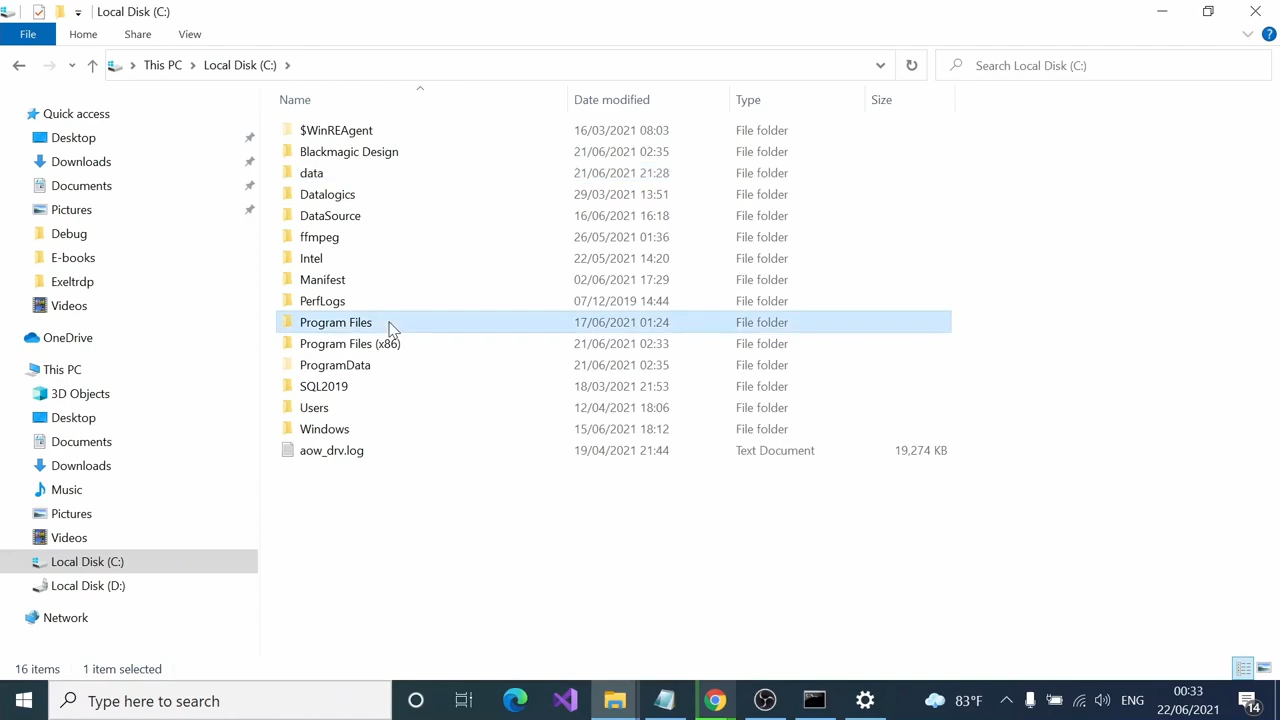 Local Disk (C:)
File Home Share View
This PC Local Disk (C:) Search Local Disk (C:)
Name Date modified Type Size
Quick access
Desktop
Downloads
Documents
Pictures
Debug
E-books
Exeltrdp
Videos
OneDrive
This PC
3D Objects
Desktop
Documents
Downloads
Music
Pictures
Videos
Local Disk (C:)
Local Disk (D:)
Network
$WinREAgent 16/03/2021 08:03 File folder
Blackmagic Design 21/06/2021 02:35 File folder
data 21/06/2021 21:28 File folder
Datalogics 29/03/2021 13:51 File folder
DataSource 16/06/2021 16:18 File folder
ffmpeg 26/05/2021 01:36 File folder
Intel 22/05/2021 14:20 File folder
Manifest 02/06/2021 17:29 File folder
PerfLogs 07/12/2019 14:44 File folder
Program Files 17/06/2021 01:24 File folder
Program Files (x86) 21/06/2021 02:33 File folder
ProgramData 21/06/2021 02:35 File folder
SQL2019 18/03/2021 21:53 File folder
Users 12/04/2021 18:06 File folder
Windows 15/06/2021 18:12 File folder
aow_drv.log 19/04/2021 21:44 Text Document 19,274 KB
16 items 1 item selected
Type here to search 83°F ENG 00:33
22/06/2021 14